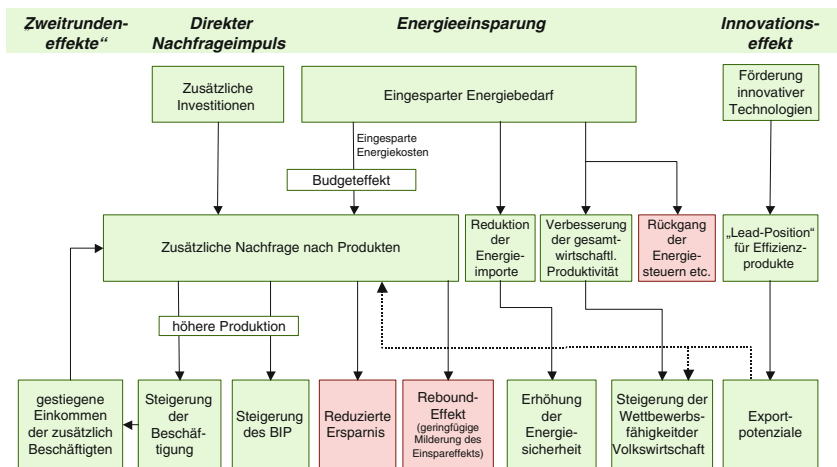 „Zweitrunden-
effekte“
Direkter
Nachfrageimpuls
Energieeinsparung
Innovations-
effekt
Zusätzliche
Investitionen
Eingesparter Energiebedarf
Förderung
innovativer
Technologien
Eingesparte
Energiekosten
Budgeteffekt
Zusätzliche Nachfrage nach Produkten
Reduktion
der
Energie-
importe
Verbesserung
der gesamt-
wirtschaftl.
Produktivität
Rückgang
der
Energie-
steuern etc.
„Lead-Position“
für Effizienz-
produkte
höhere Produktion
gestiegene
Einkommen
der zusätzlich
Beschäftigten
Steigerung
der
Beschäf-
tigung
Steigerung
des BIP
Reduzierte
Ersparnis
Rebound-
Effekt
(geringfügige
Milderung des
Einspareffekts)
Erhöhung
der
Energie-
sicherheit
Steigerung der
Wettbewerbs-
fähigkeitder
Volkswirtschaft
Export-
potenziale